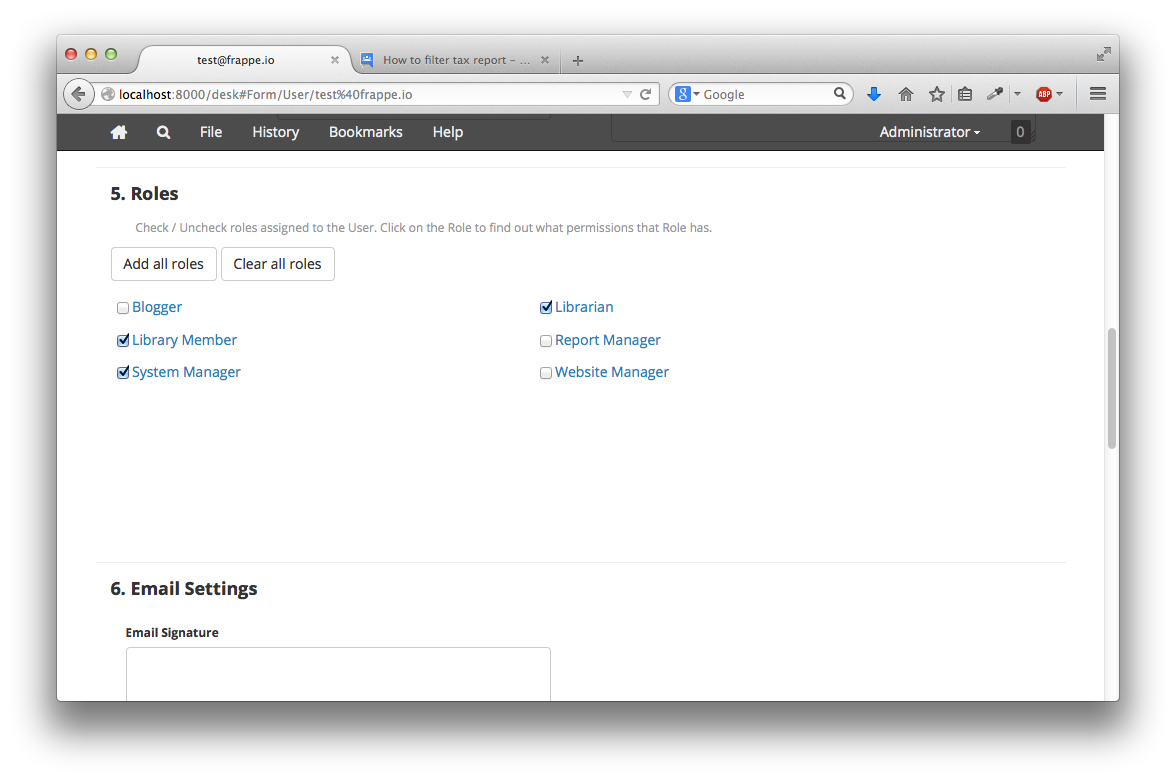 test@frappe.io
How to filter tax report – ...
localhost:8000/desk#Form/User/test%40frappe.io
8 Google
ABP
File History Bookmarks Help Administrator 0
5. Roles
Check / Uncheck roles assigned to the User. Click on the Role to find out what permissions that Role has.
Add all roles Clear all roles
Blogger Librarian
Library Member Report Manager
System Manager Website Manager
6. Email Settings
Email Signature